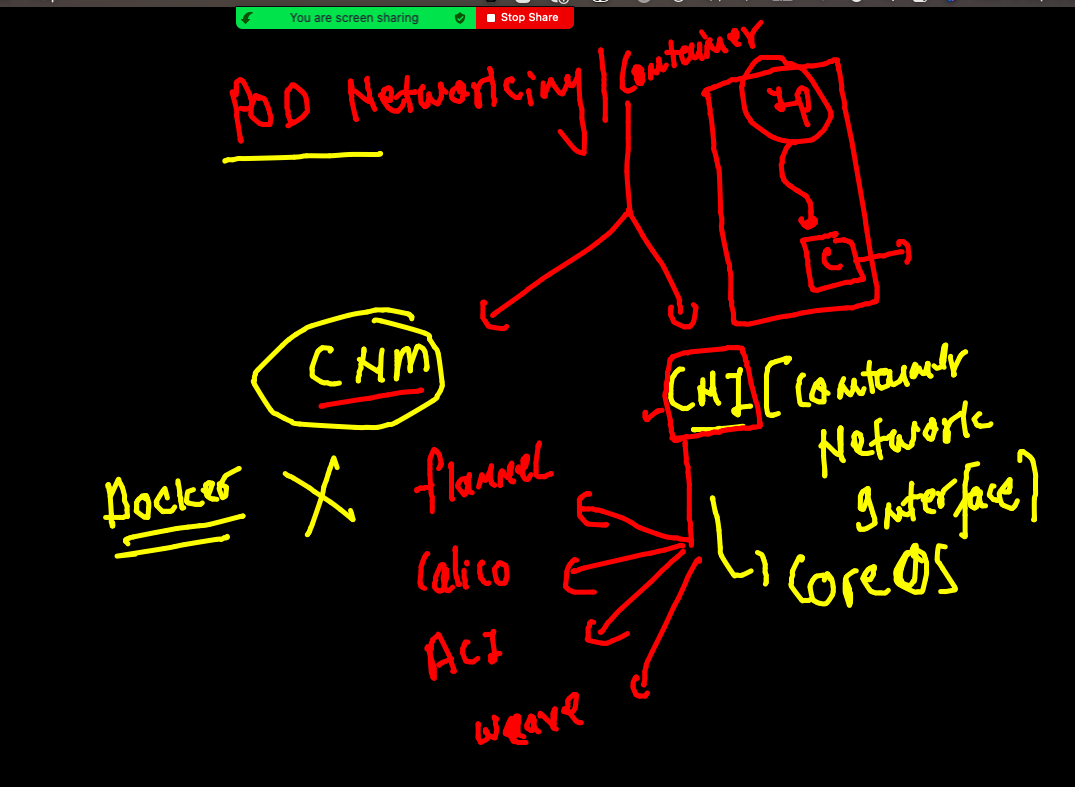 You are screen sharing
Stop Share
POD Networking | Container
IP
C
CNM
CNI [Container
Network
Interface]
Docker X
flannel
Calico
CoreOS
ACI
weave